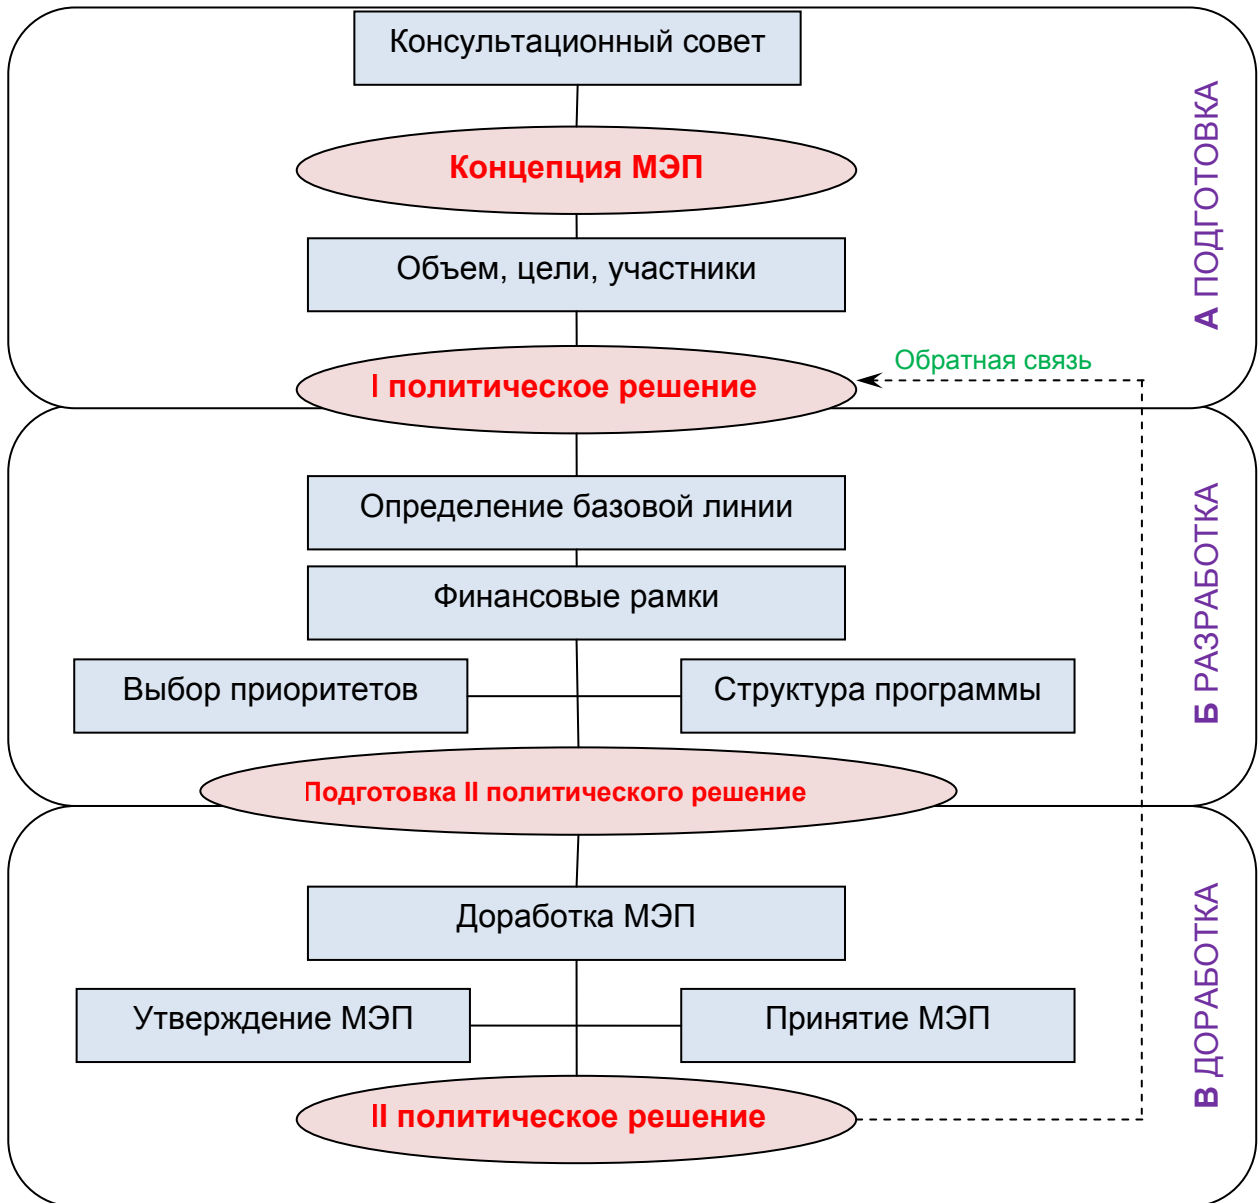 Консультационный совет
Концепция МЭП
Объем, цели, участники
I политическое решение
Обратная связь
А ПОДГОТОВКА
Определение базовой линии
Финансовые рамки
Выбор приоритетов
Структура программы
Подготовка II политического решение
Б РАЗРАБОТКА
Доработка МЭП
Утверждение МЭП
Принятие МЭП
II политическое решение
В ДОРАБОТКА